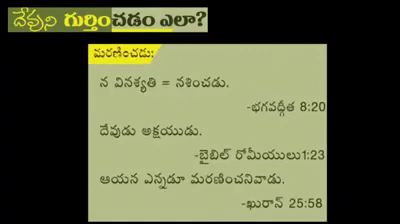 దేవుని గుర్తించడం ఎలా?
మరణించడు:
న వినశ్యతి = నశించడు.
-భగవద్గీత 8:20
దేవుడు అక్షయుడు.
-బైబిల్ రోమీయులు1:23
ఆయన ఎన్నడూ మరణించనివాడు.
-ఖురాన్ 25:58